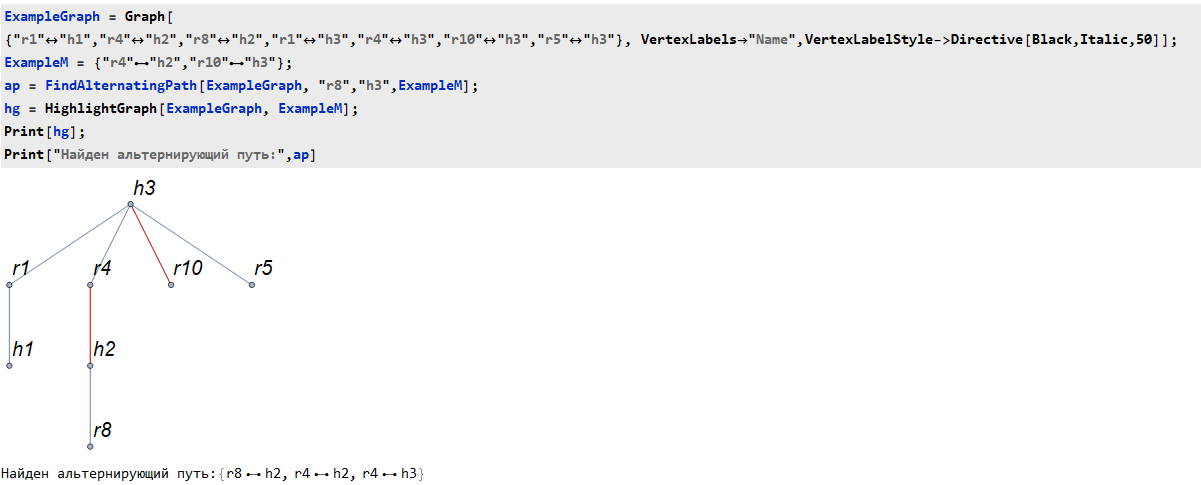 ExampleGraph = Graph[
{"r1"↔"h1","r4"↔"h2","r8"↔"h2","r1"↔"h3","r4"↔"h3","r10"↔"h3","r5"↔"h3"}, VertexLabels→"Name",VertexLabelStyle->Directive[Black,Italic,50]];
ExampleM = {"r4"⊷"h2","r10"⊷"h3"};
ap = FindAlternatingPath[ExampleGraph, "r8","h3",ExampleM];
hg = HighlightGraph[ExampleGraph, ExampleM];
Print[hg];
Print["Найден альтернирующий путь:",ap]
h3
r1 r4 r10 r5
h1 h2
r8
Найден альтернирующий путь:{r8⊷h2, r4⊷h2, r4⊷h3}